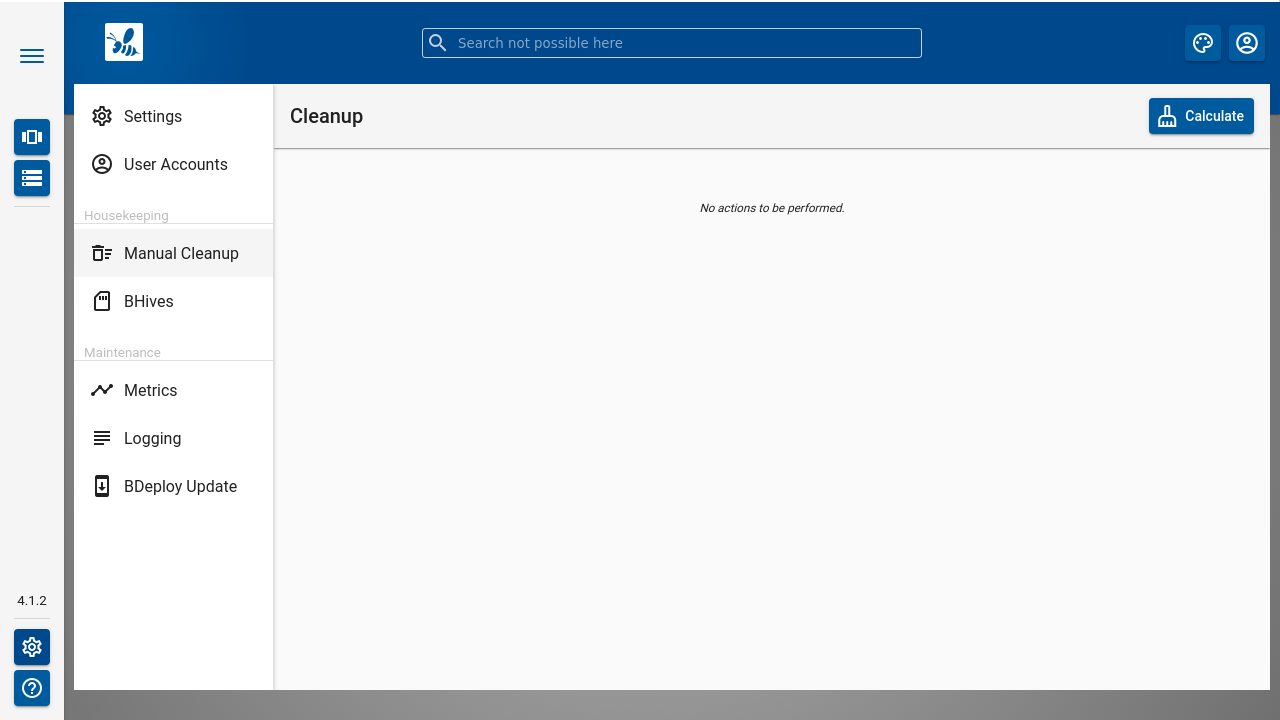 Search not possible here
Settings
User Accounts
Housekeeping
Manual Cleanup
BHives
Maintenance
Metrics
Logging
BDeploy Update
Cleanup
Calculate
No actions to be performed.
4.1.2